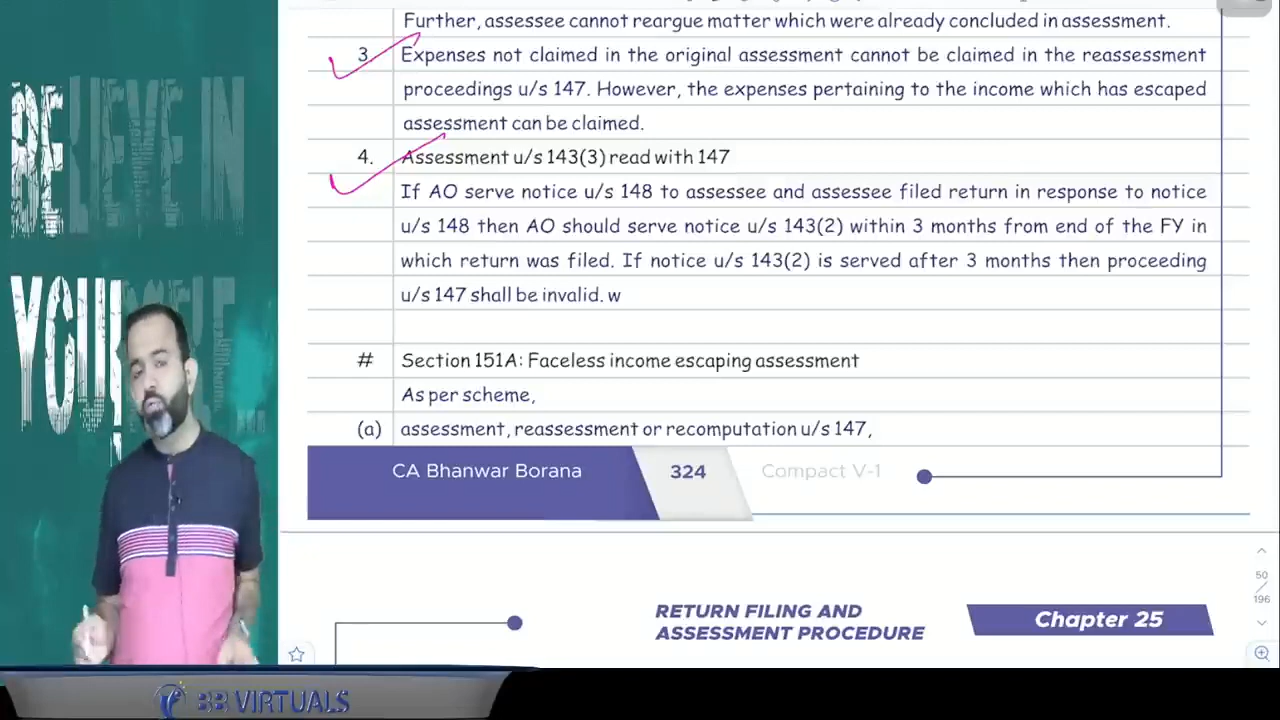 BELIEVE IN
YOU
Further, assessee cannot reargue matter which were already concluded in assessment.
3 Expenses not claimed in the original assessment cannot be claimed in the reassessment
proceedings u/s 147. However, the expenses pertaining to the income which has escaped
assessment can be claimed.
4. Assessment u/s 143(3) read with 147
If AO serve notice u/s 148 to assessee and assessee filed return in response to notice
u/s 148 then AO should serve notice u/s 143(2) within 3 months from end of the FY in
which return was filed. If notice u/s 143(2) is served after 3 months then proceeding
u/s 147 shall be invalid. w
# Section 151A: Faceless income escaping assessment
As per scheme,
(a) assessment, reassessment or recomputation u/s 147,
CA Bhanwar Borana 324 Compact V-1
50
/
196
RETURN FILING AND
ASSESSMENT PROCEDURE
Chapter 25
BB VIRTUALS